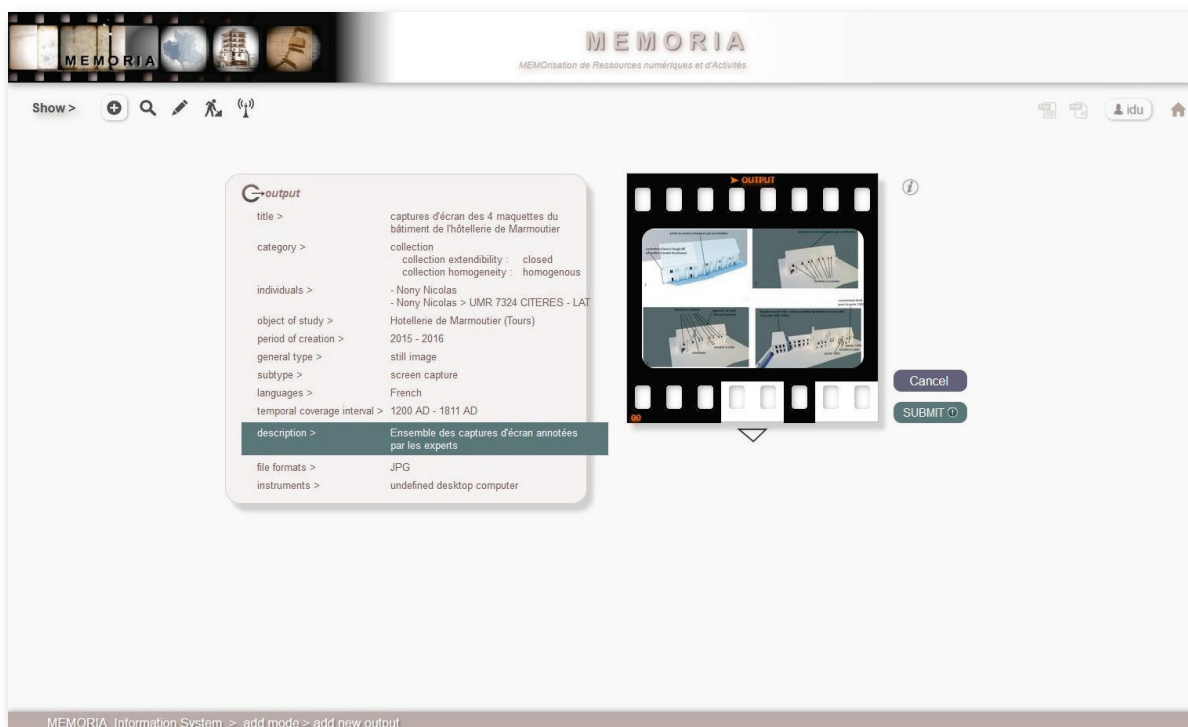 MEMORIA
MEMORIA
MEMOrisation de Ressources numériques et d'Activités
Show >
idu
output
title > captures d'écran des 4 maquettes du
bâtiment de l'hôtellerie de Marmoutier
category > collection
collection extendibility : closed
collection homogeneity : homogenous
individuals > - Nony Nicolas
- Nony Nicolas > UMR 7324 CITERES - LAT
object of study > Hotellerie de Marmoutier (Tours)
period of creation > 2015 - 2016
general type > still image
subtype > screen capture
languages > French
temporal coverage interval > 1200 AD - 1811 AD
description > Ensemble des captures d'écran annotées
par les experts
file formats > JPG
instruments > undefined desktop computer
➤ OUTPUT
00
i
Cancel
SUBMIT
MEMORIA Information System > add mode > add new output